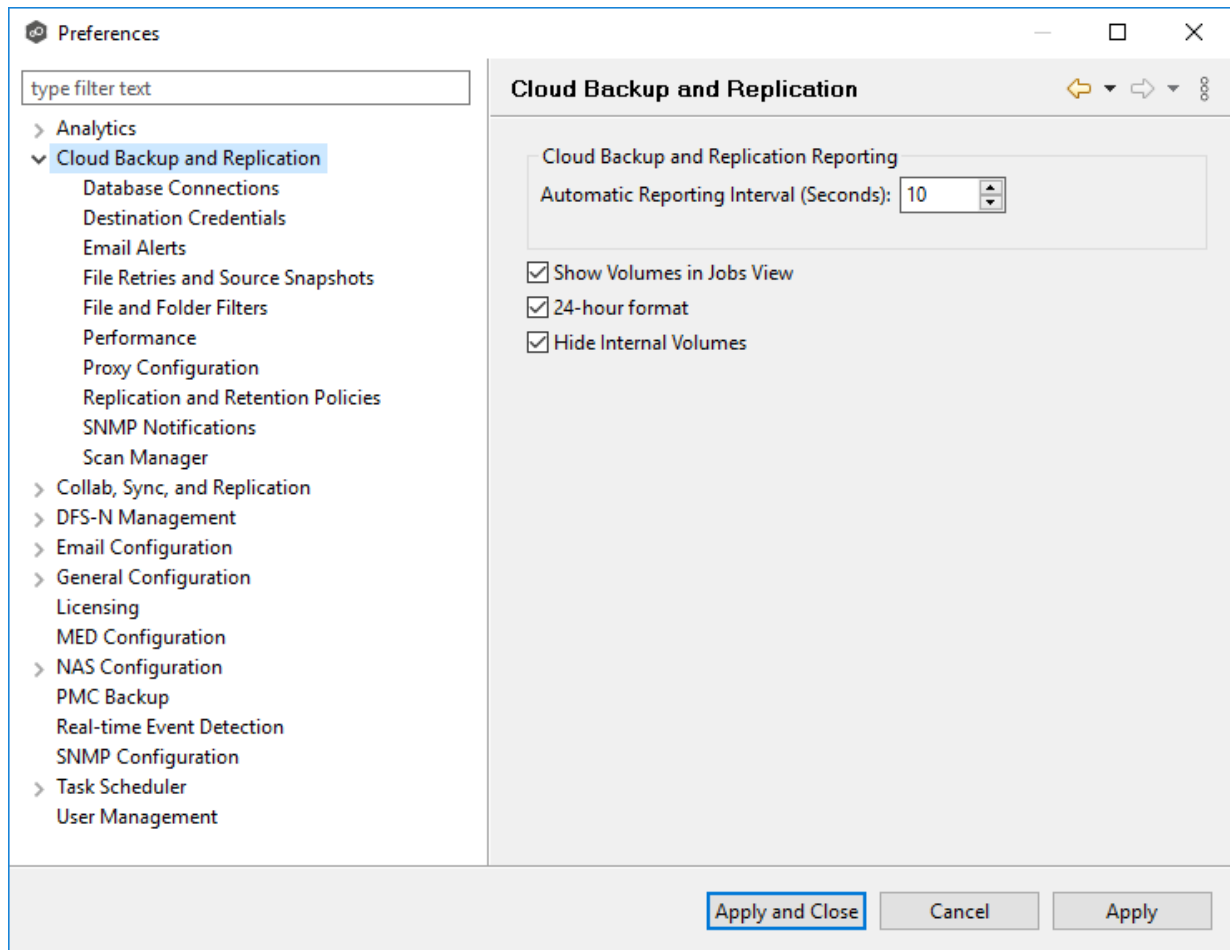 Preferences
type filter text
Analytics
Cloud Backup and Replication
Database Connections
Destination Credentials
Email Alerts
File Retries and Source Snapshots
File and Folder Filters
Performance
Proxy Configuration
Replication and Retention Policies
SNMP Notifications
Scan Manager
Collab, Sync, and Replication
DFS-N Management
Email Configuration
General Configuration
Licensing
MED Configuration
NAS Configuration
PMC Backup
Real-time Event Detection
SNMP Configuration
Task Scheduler
User Management
Cloud Backup and Replication
Cloud Backup and Replication Reporting
Automatic Reporting Interval (Seconds): 10
Show Volumes in Jobs View
24-hour format
Hide Internal Volumes
Apply and Close
Cancel
Apply